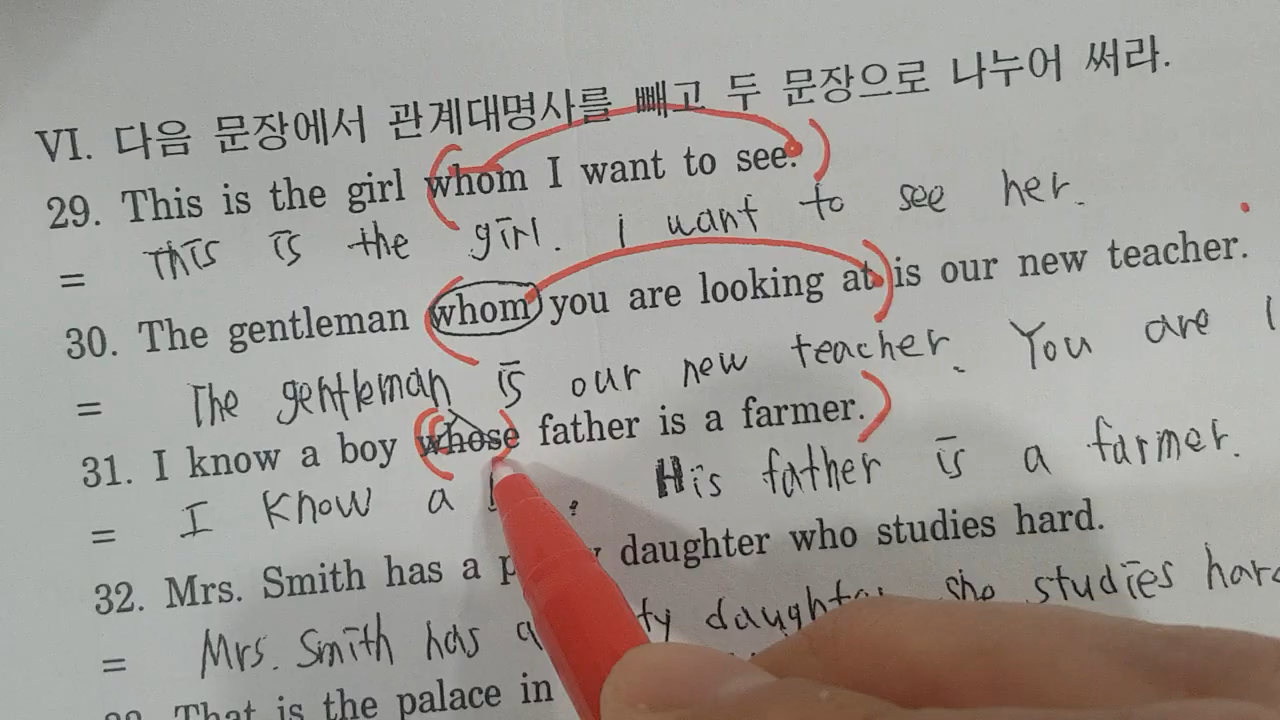 VI. 다음 문장에서 관계대명사를 빼고 두 문장으로 나누어 써라.
29. This is the girl whom I want to see.
= This is the girl. I want to see her.
30. The gentleman whom you are looking at is our new teacher.
= The gentleman is our new teacher. You are
31. I know a boy whose father is a farmer.
= I know a His father is a farmer.
32. Mrs. Smith has a daughter who studies hard.
= Mrs. Smith has a daughter she studies hard
That is the palace in